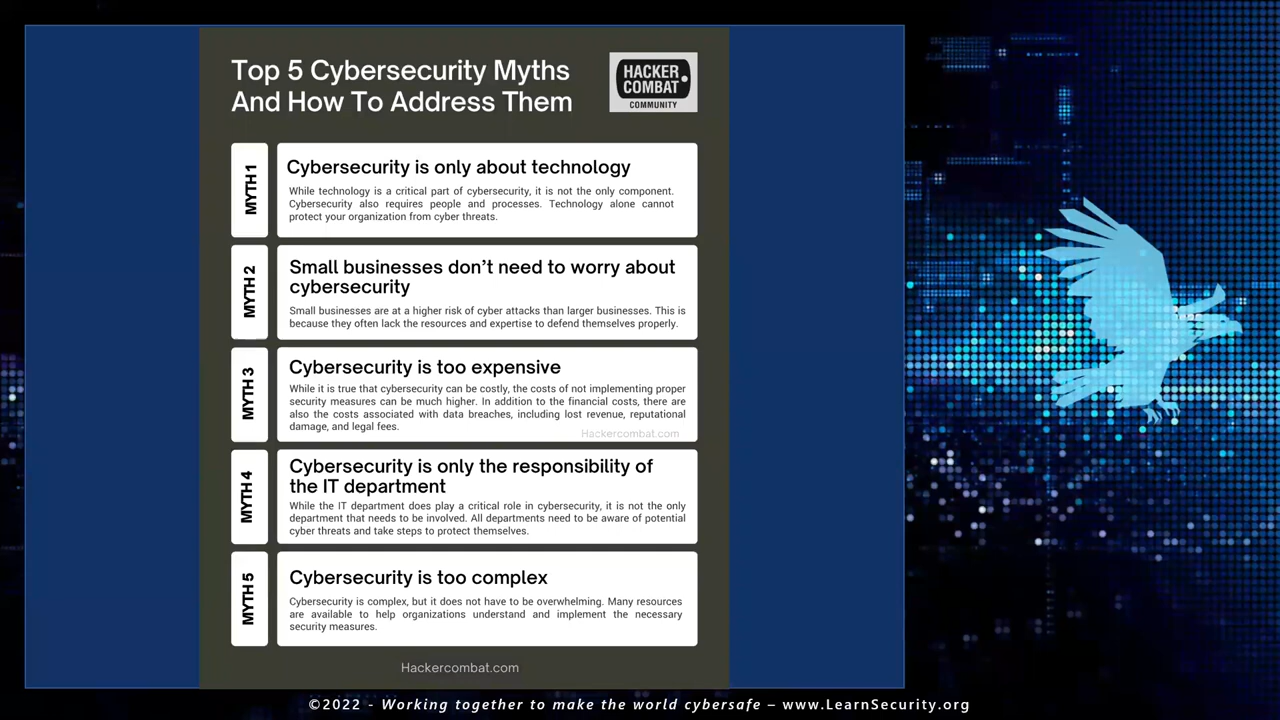 Top 5 Cybersecurity Myths
And How To Address Them
HACKER
COMBAT
COMMUNITY
MYTH 1
Cybersecurity is only about technology
While technology is a critical part of cybersecurity, it is not the only component.
Cybersecurity also requires people and processes. Technology alone cannot
protect your organization from cyber threats.
MYTH 2
Small businesses don't need to worry about
cybersecurity
Small businesses are at a higher risk of cyber attacks than larger businesses. This is
because they often lack the resources and expertise to defend themselves properly.
MYTH 3
Cybersecurity is too expensive
While it is true that cybersecurity can be costly, the costs of not implementing proper
security measures can be much higher. In addition to the financial costs, there are
also the costs associated with data breaches, including lost revenue, reputational
damage, and legal fees.
Hackercombat.com
MYTH 4
Cybersecurity is only the responsibility of
the IT department
While the IT department does play a critical role in cybersecurity, it is not the only
department that needs to be involved. All departments need to be aware of potential
cyber threats and take steps to protect themselves.
MYTH 5
Cybersecurity is too complex
Cybersecurity is complex, but it does not have to be overwhelming. Many resources
are available to help organizations understand and implement the necessary
security measures.
Hackercombat.com
©2022 - Working together to make the world cybersafe – www.LearnSecurity.org